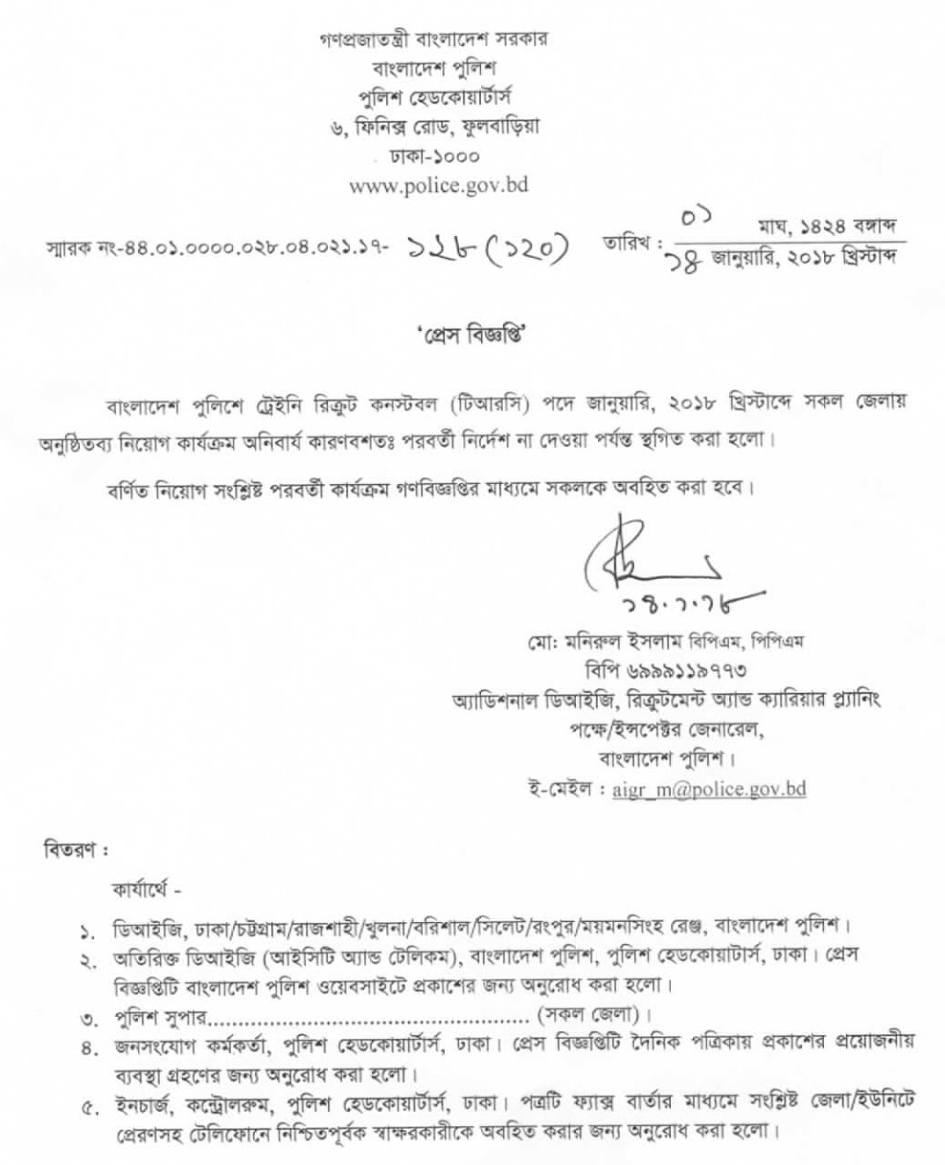 গণপ্রজাতন্ত্রী বাংলাদেশ সরকার
বাংলাদেশ পুলিশ
পুলিশ হেডকোয়ার্টার্স
৬, ফিনিক্স রোড, ফুলবাড়িয়া
ঢাকা-১০০০
www.police.gov.bd
স্মারক নং-৪৪.০১.০০০০.০২৮.০৪.০২১.১৭- ১২৮(১২০) তারিখ :
০১ মাঘ, ১৪২৪ বঙ্গাব্দ
১৪ জানুয়ারি, ২০১৮ খ্রিস্টাব্দ
'প্রেস বিজ্ঞপ্তি'
বাংলাদেশ পুলিশে ট্রেইনি রিক্রুট কনস্টবল (টিআরসি) পদে জানুয়ারি, ২০১৮ খ্রিস্টাব্দে সকল জেলায়
অনুষ্ঠিতব্য নিয়োগ কার্যক্রম অনিবার্য কারণবশতঃ পরবর্তী নির্দেশ না দেওয়া পর্যন্ত স্থগিত করা হলো।
বর্ণিত নিয়োগ সংশ্লিষ্ট পরবর্তী কার্যক্রম গণবিজ্ঞপ্তির মাধ্যমে সকলকে অবহিত করা হবে।
১৪.১.১৮
মো: মনিরুল ইসলাম বিপিএম, পিপিএম
বিপি ৬৯৯৯১১৯৭৭৩
অ্যাডিশনাল ডিআইজি, রিক্রুটমেন্ট অ্যান্ড ক্যারিয়ার প্ল্যানিং
পক্ষে/ইন্সপেক্টর জেনারেল,
বাংলাদেশ পুলিশ।
ই-মেইল : aigr_m@police.gov.bd
বিতরণ :
কার্যার্থে -
১. ডিআইজি, ঢাকা/চট্টগ্রাম/রাজশাহী/খুলনা/বরিশাল/সিলেট/রংপুর/ময়মনসিংহ রেঞ্জ, বাংলাদেশ পুলিশ।
২. অতিরিক্ত ডিআইজি (আইসিটি অ্যান্ড টেলিকম), বাংলাদেশ পুলিশ, পুলিশ হেডকোয়ার্টার্স, ঢাকা। প্রেস
বিজ্ঞপ্তিটি বাংলাদেশ পুলিশ ওয়েবসাইটে প্রকাশের জন্য অনুরোধ করা হলো।
৩. পুলিশ সুপার................................................ (সকল জেলা)।
৪. জনসংযোগ কর্মকর্তা, পুলিশ হেডকোয়ার্টার্স, ঢাকা। প্রেস বিজ্ঞপ্তিটি দৈনিক পত্রিকায় প্রকাশের প্রয়োজনীয়
ব্যবস্থা গ্রহণের জন্য অনুরোধ করা হলো।
৫. ইনচার্জ, কন্ট্রোলরুম, পুলিশ হেডকোয়ার্টার্স, ঢাকা। পত্রটি ফ্যাক্স বার্তার মাধ্যমে সংশ্লিষ্ট জেলা/ইউনিটে
প্রেরণসহ টেলিফোনে নিশ্চিতপূর্বক স্বাক্ষরকারীকে অবহিত করার জন্য অনুরোধ করা হলো।